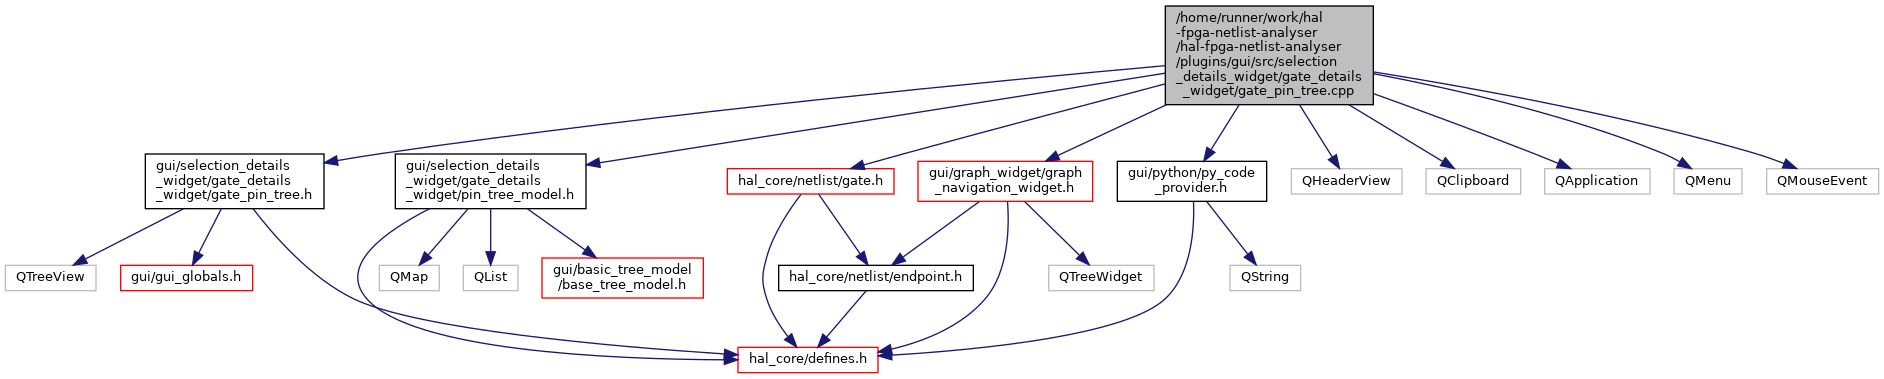 /home/runner/work/hal
-fpga-netlist-analyser
/hal-fpga-netlist-analyser
/plugins/gui/src/selection
_details_widget/gate_details
_widget/gate_pin_tree.cpp
gui/selection_details
_widget/gate_details
_widget/gate_pin_tree.h
gui/selection_details
_widget/gate_details
_widget/pin_tree_model.h
hal_core/netlist/gate.h
gui/graph_widget/graph
_navigation_widget.h
gui/python/py_code
_provider.h
QHeaderView
QClipboard
QApplication
QMenu
QMouseEvent
QTreeView
gui/gui_globals.h
QMap
QList
gui/basic_tree_model
/base_tree_model.h
hal_core/netlist/endpoint.h
QTreeWidget
QString
hal_core/defines.h